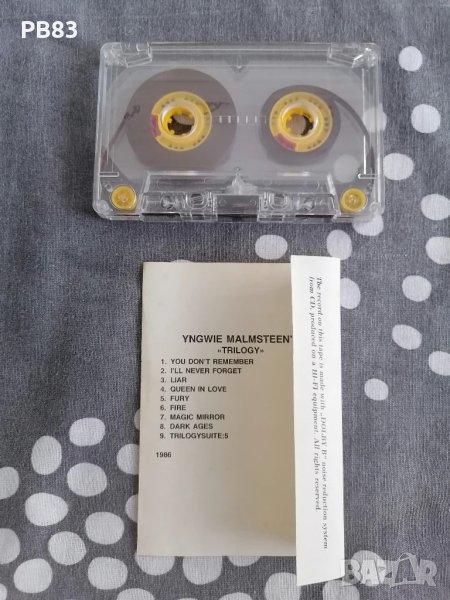 PB83
YNGWIE MALMSTEEN'
«TRILOGY»
1. YOU DON'T REMEMBER
2. I'LL NEVER FORGET
3. LIAR
4. QUEEN IN LOVE
5. FURY
6. FIRE
7. MAGIC MIRROR
8. DARK AGES
9. TRILOGYSUITE:5
1986
The record on this tape is made with „DOLBY B" noise reduction system
from CD, produced on a HI-FI equipment. All rights reserved.
BAZAR